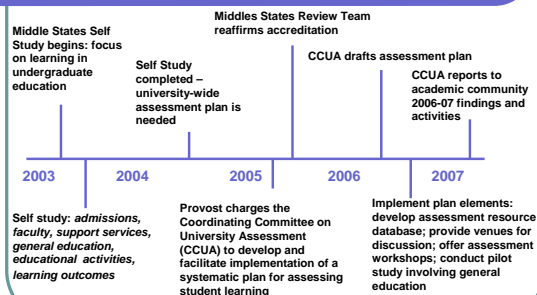 Middle States Self
Study begins: focus
on learning in
undergraduate
education
Self Study
completed –
university-wide
assessment plan is
needed
Middles States Review Team
reaffirms accreditation
CCUA drafts assessment plan
CCUA reports to
academic community
2006-07 findings and
activities
2003
2004
2005
2006
2007
Self study: admissions,
faculty, support services,
general education,
educational activities,
learning outcomes
Provost charges the
Coordinating Committee on
University Assessment
(CCUA) to develop and
facilitate implementation of a
systematic plan for assessing
student learning
Implement plan elements:
develop assessment resource
database; provide venues for
discussion; offer assessment
workshops; conduct pilot
study involving general
education